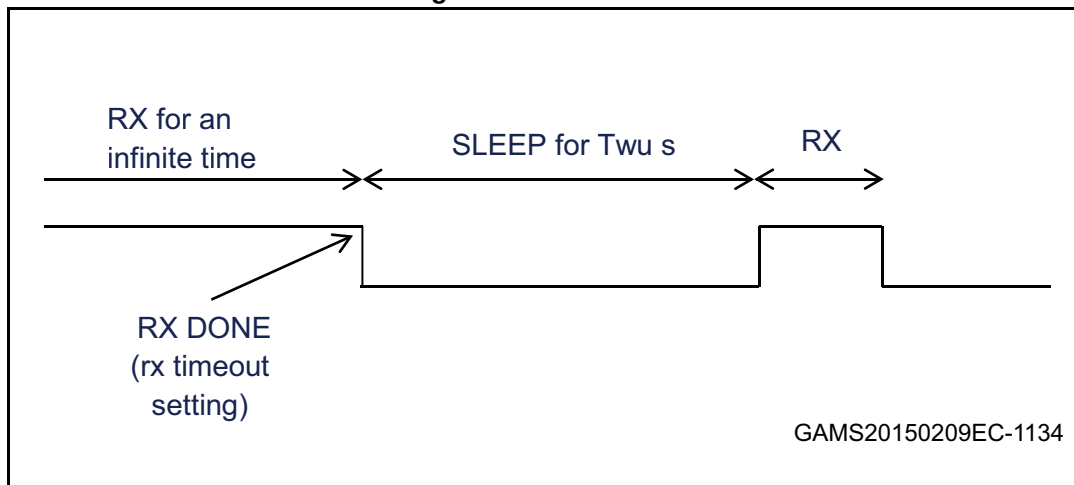 RX for an
infinite time
SLEEP for Twu s
RX
RX DONE
(rx timeout
setting)
GAMS20150209EC-1134